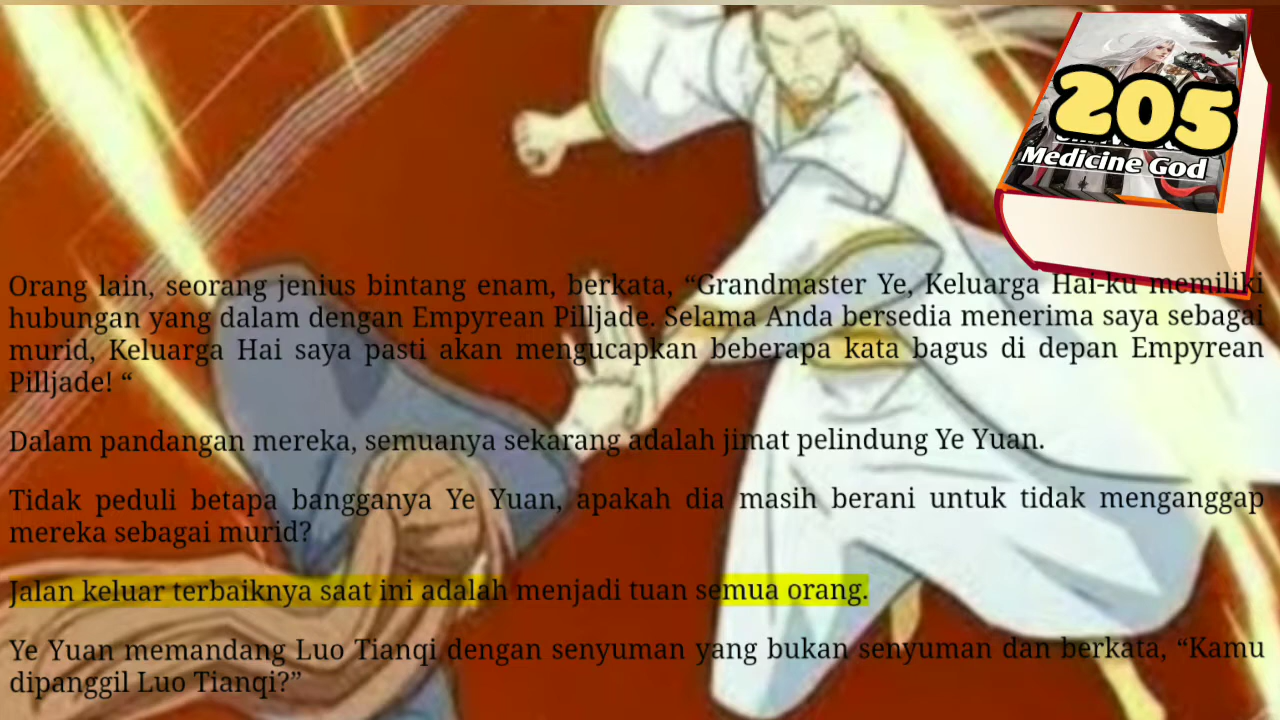 205
Medicine God
Orang lain, seorang jenius bintang enam, berkata, “Grandmaster Ye, Keluarga Hai-ku memiliki
hubungan yang dalam dengan Empyrean Pilljade. Selama Anda bersedia menerima saya sebagai
murid, Keluarga Hai saya pasti akan mengucapkan beberapa kata bagus di depan Empyrean
Pilljade! “
Dalam pandangan mereka, semuanya sekarang adalah jimat pelindung Ye Yuan.
Tidak peduli betapa bangganya Ye Yuan, apakah dia masih berani untuk tidak menganggap
mereka sebagai murid?
Jalan keluar terbaiknya saat ini adalah menjadi tuan semua orang.
Ye Yuan memandang Luo Tianqi dengan senyuman yang bukan senyuman dan berkata, “Kamu
dipanggil Luo Tianqi?”